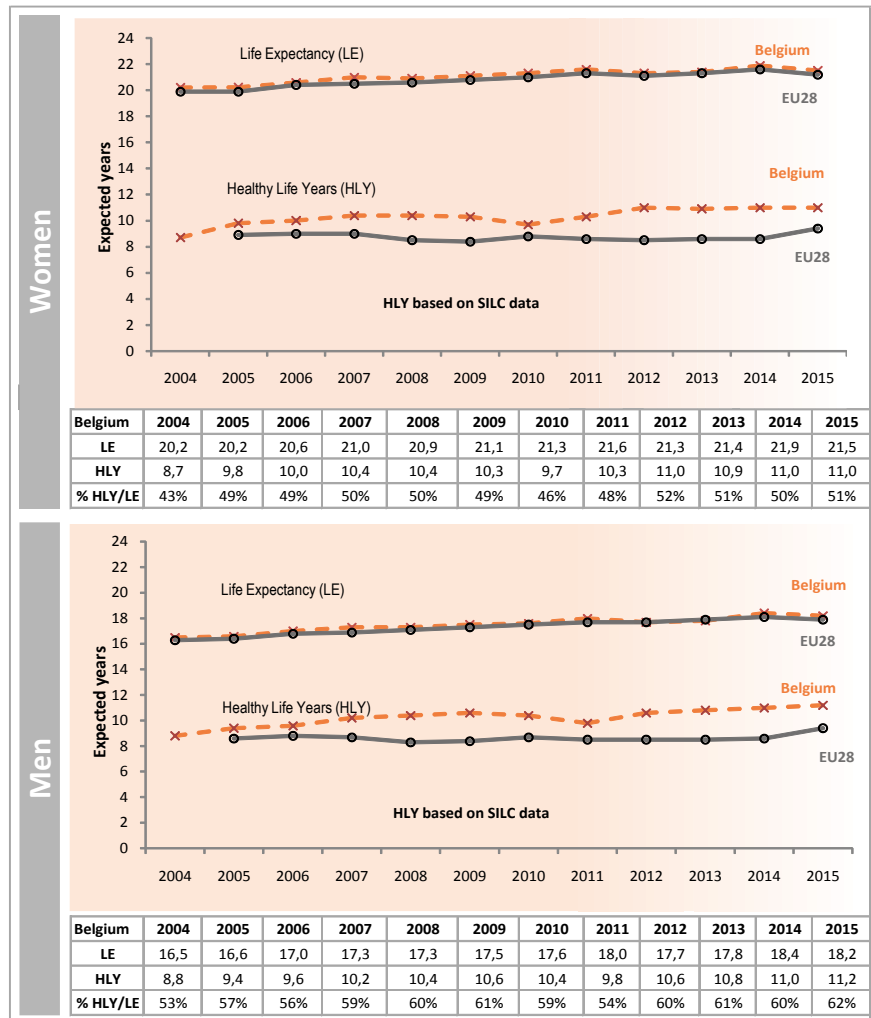 Women
24
22
20
18
16
14
12
10
8
6
4
2
0
Expected years
Life Expectancy (LE)
Belgium
EU28
Healthy Life Years (HLY)
Belgium
EU28
HLY based on SILC data
2004 2005 2006 2007 2008 2009 2010 2011 2012 2013 2014 2015
Belgium 2004 2005 2006 2007 2008 2009 2010 2011 2012 2013 2014 2015
LE 20,2 20,2 20,6 21,0 20,9 21,1 21,3 21,6 21,3 21,4 21,9 21,5
HLY 8,7 9,8 10,0 10,4 10,4 10,3 9,7 10,3 11,0 10,9 11,0 11,0
% HLY/LE 43% 49% 49% 50% 50% 49% 46% 48% 52% 51% 50% 51%
Men
24
22
20
18
16
14
12
10
8
6
4
2
0
Expected years
Life Expectancy (LE)
Belgium
EU28
Healthy Life Years (HLY)
Belgium
EU28
HLY based on SILC data
2004 2005 2006 2007 2008 2009 2010 2011 2012 2013 2014 2015
Belgium 2004 2005 2006 2007 2008 2009 2010 2011 2012 2013 2014 2015
LE 16,5 16,6 17,0 17,3 17,3 17,5 17,6 18,0 17,7 17,8 18,4 18,2
HLY 8,8 9,4 9,6 10,2 10,4 10,6 10,4 9,8 10,6 10,8 11,0 11,2
% HLY/LE 53% 57% 56% 59% 60% 61% 59% 54% 60% 61% 60% 62%